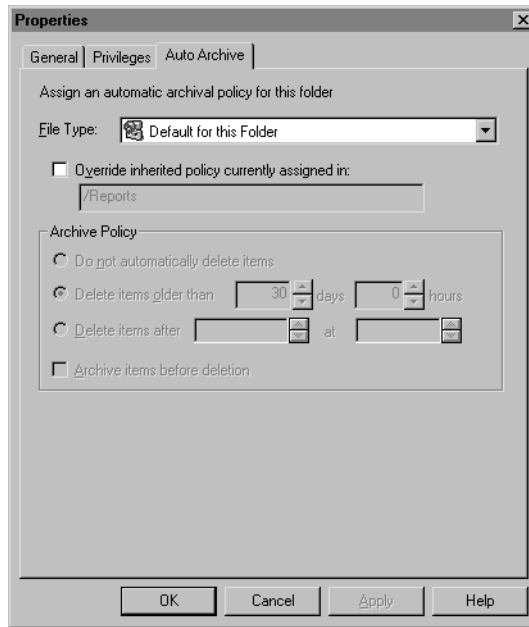 Properties
General Privileges Auto Archive
Assign an automatic archival policy for this folder
File Type: Default for this Folder
Override inherited policy currently assigned in:
/Reports
Archive Policy
Do not automatically delete items
Delete items older than 30 days 0 hours
Delete items after at
Archive items before deletion
OK Cancel Apply Help